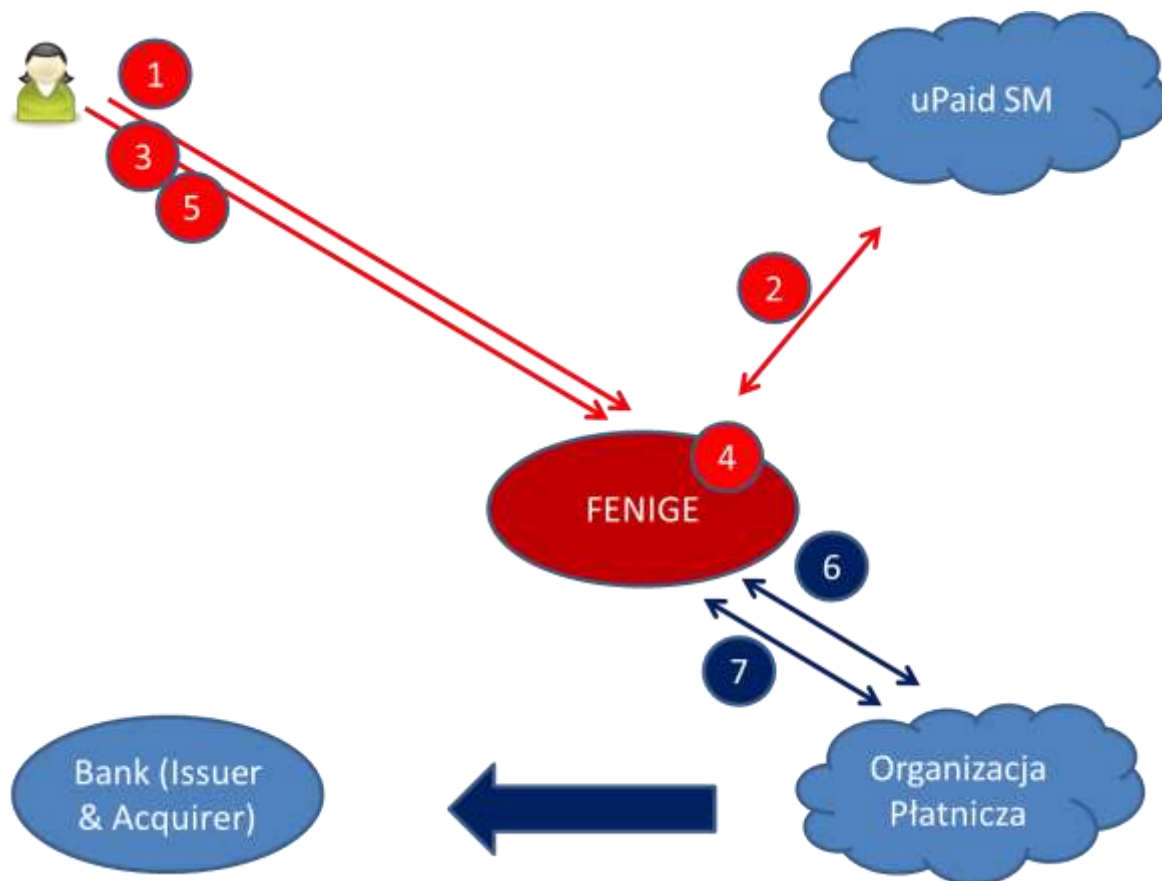 1
uPaid SM
3
5
2
4
FENIGE
6
7
Bank (Issuer
& Acquirer)
Organizacja
Płatnicza